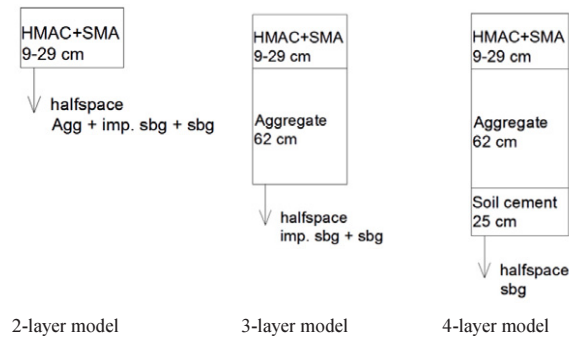 HMAC+SMA
9-29 cm
halfspace
Agg + imp. sbg + sbg
2-layer model
HMAC+SMA
9-29 cm
Aggregate
62 cm
halfspace
imp. sbg + sbg
3-layer model
HMAC+SMA
9-29 cm
Aggregate
62 cm
Soil cement
25 cm
halfspace
sbg
4-layer model